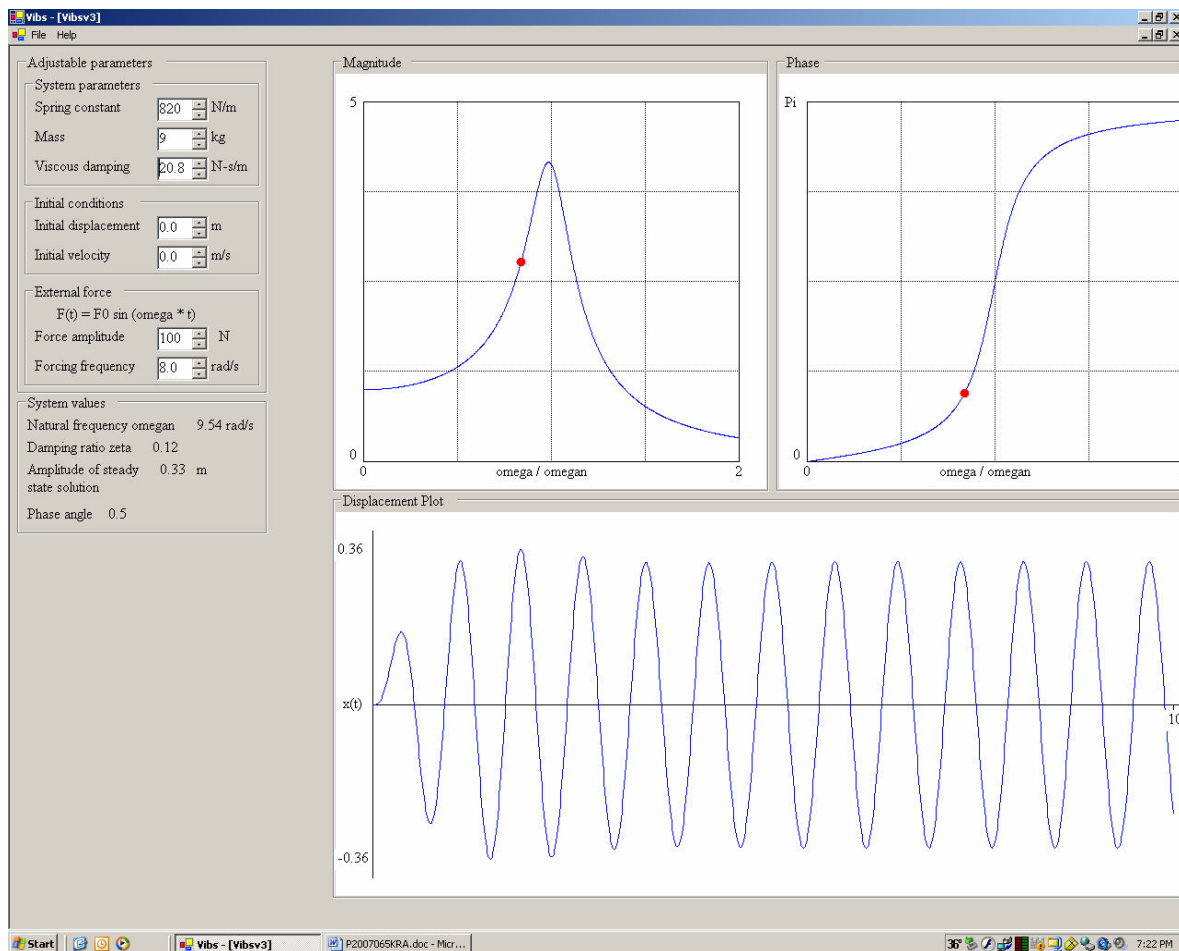 Vibs - [Vibsv3]
File Help
Adjustable parameters
System parameters
Spring constant 820 N/m
Mass 9 kg
Viscous damping 20.8 N-s/m
Initial conditions
Initial displacement 0.0 m
Initial velocity 0.0 m/s
External force
F(t) = F0 sin (omega * t)
Force amplitude 100 N
Forcing frequency 8.0 rad/s
System values
Natural frequency omegan 9.54 rad/s
Damping ratio zeta 0.12
Amplitude of steady 0.33 m
state solution
Phase angle 0.5
Magnitude
5
0
0 omega / omegan 2
Phase
Pi
0
0 omega / omegan
Displacement Plot
0.36
x(t)
10
-0.36
Start
Vibs - [Vibsv3]
P2007065KRA.doc - Micr...
36°
7:22 PM